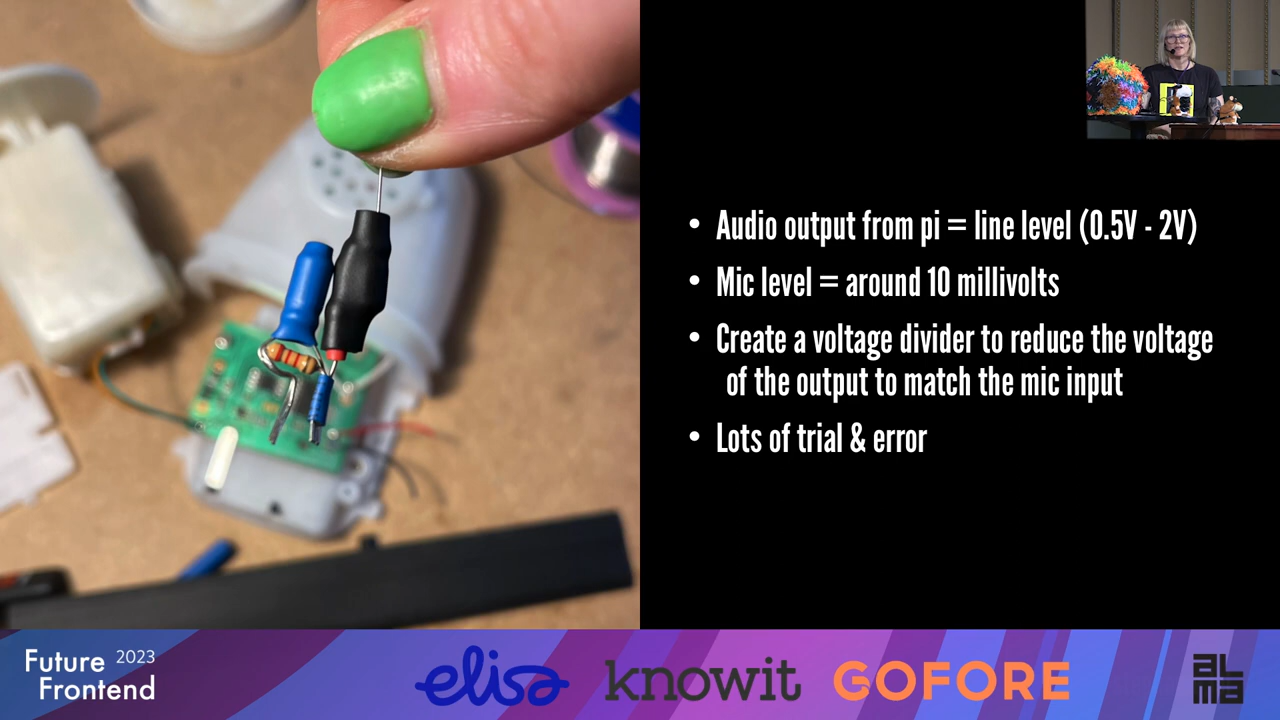 • Audio output from pi = line level (0.5V - 2V)
• Mic level = around 10 millivolts
• Create a voltage divider to reduce the voltage
of the output to match the mic input
• Lots of trial & error
Future 2023
Frontend
elisa
knowit
GOFORE
aLma